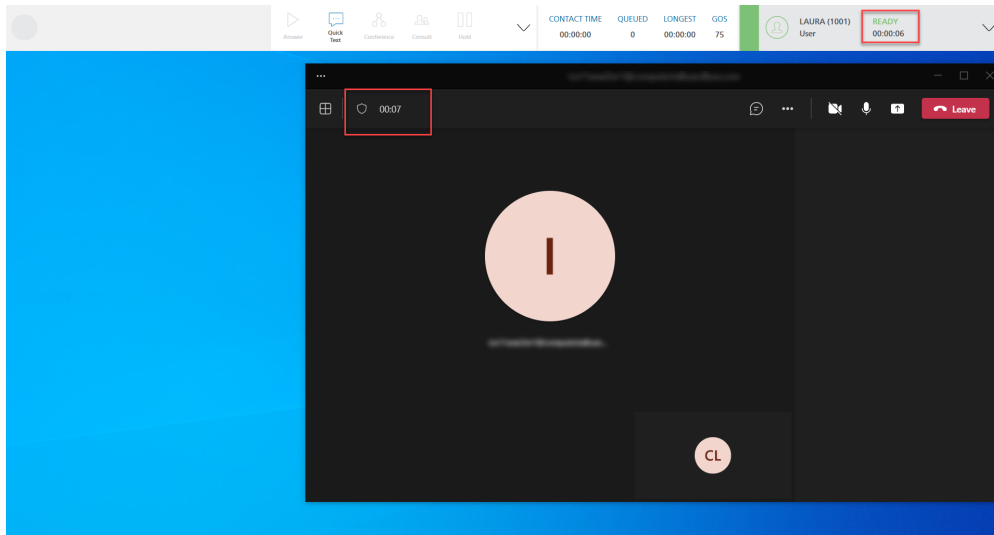 Answer
Quick
Text
Conference
Consult
Hold
CONTACT TIME QUEUED LONGEST GOS
00:00:00 0 00:00:00 75
LAURA (1001)
User
READY
00:00:06
00:07
Leave
I
CL